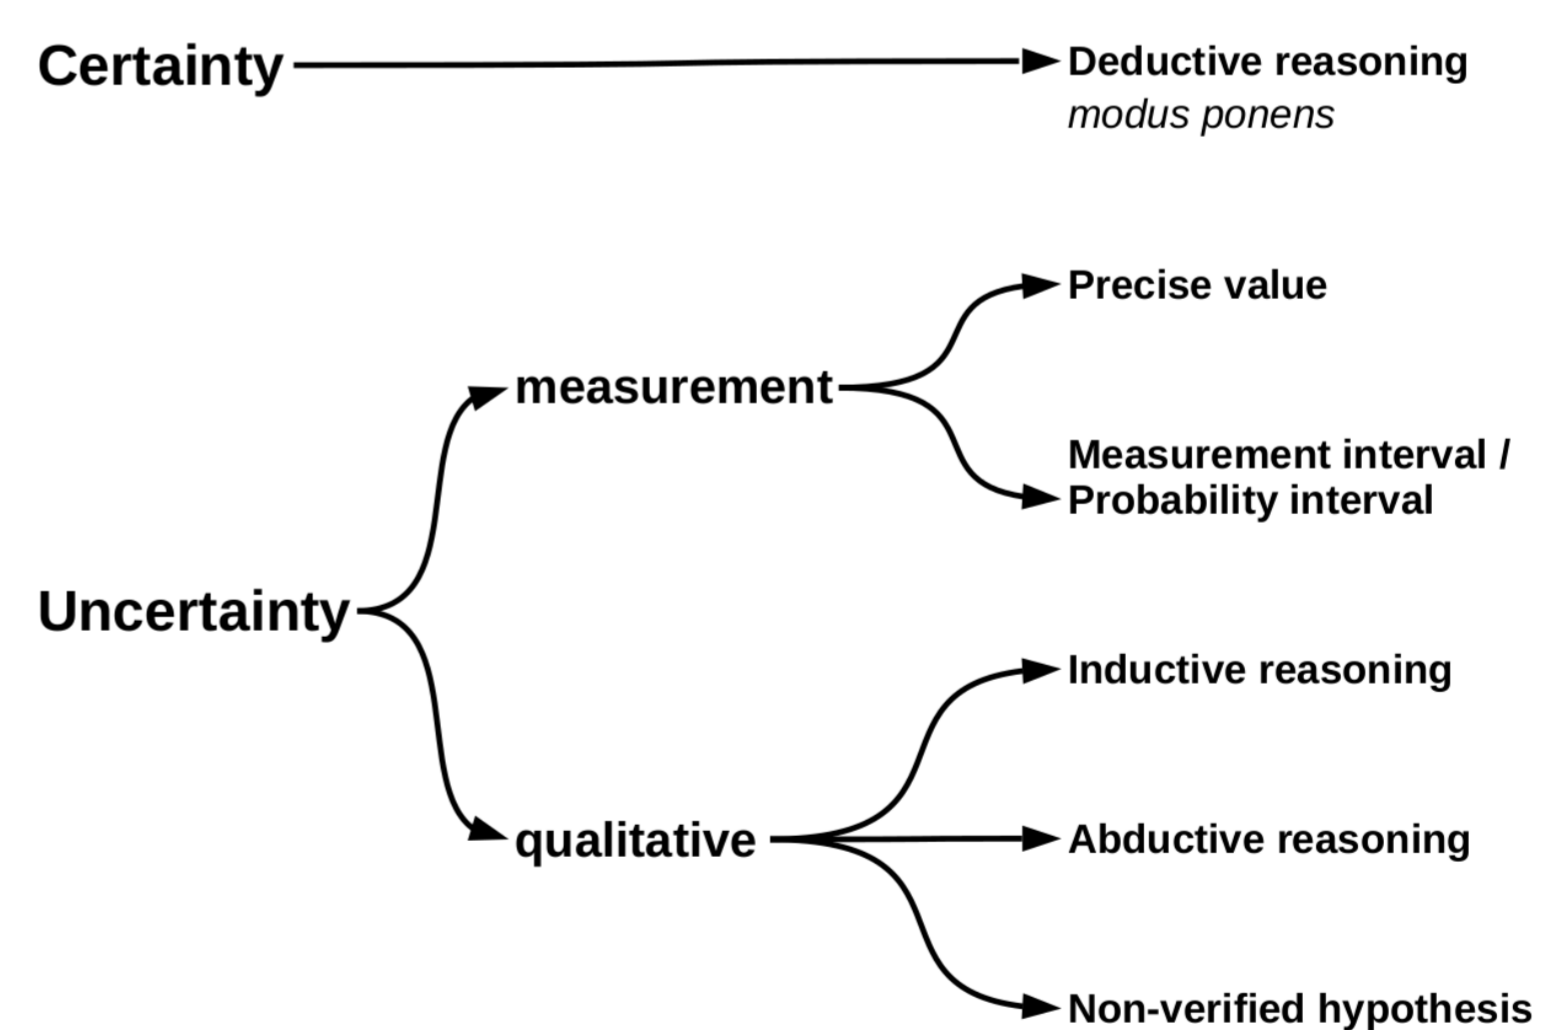 Certainty
Deductive reasoning
modus ponens
Precise value
measurement
Measurement interval /
Probability interval
Uncertainty
Inductive reasoning
qualitative
Abductive reasoning
Non-verified hypothesis